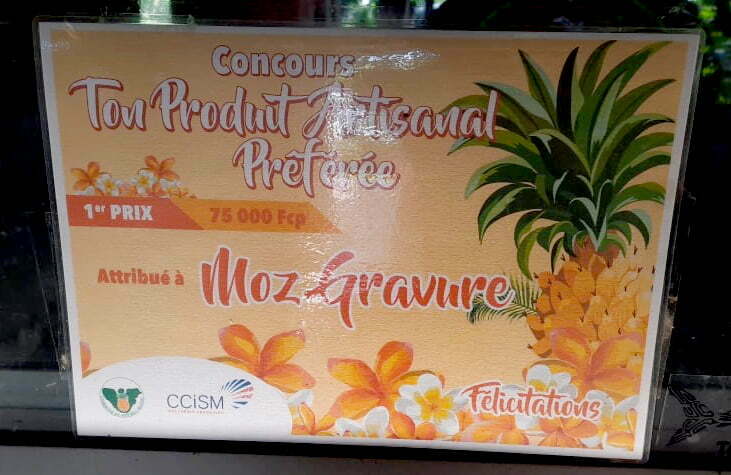 Concours
Ton Produit Artisanal
Préférée
1er PRIX
75 000 Fcp
Attribué à
Moz Gravure
CCiSM
Félicitations